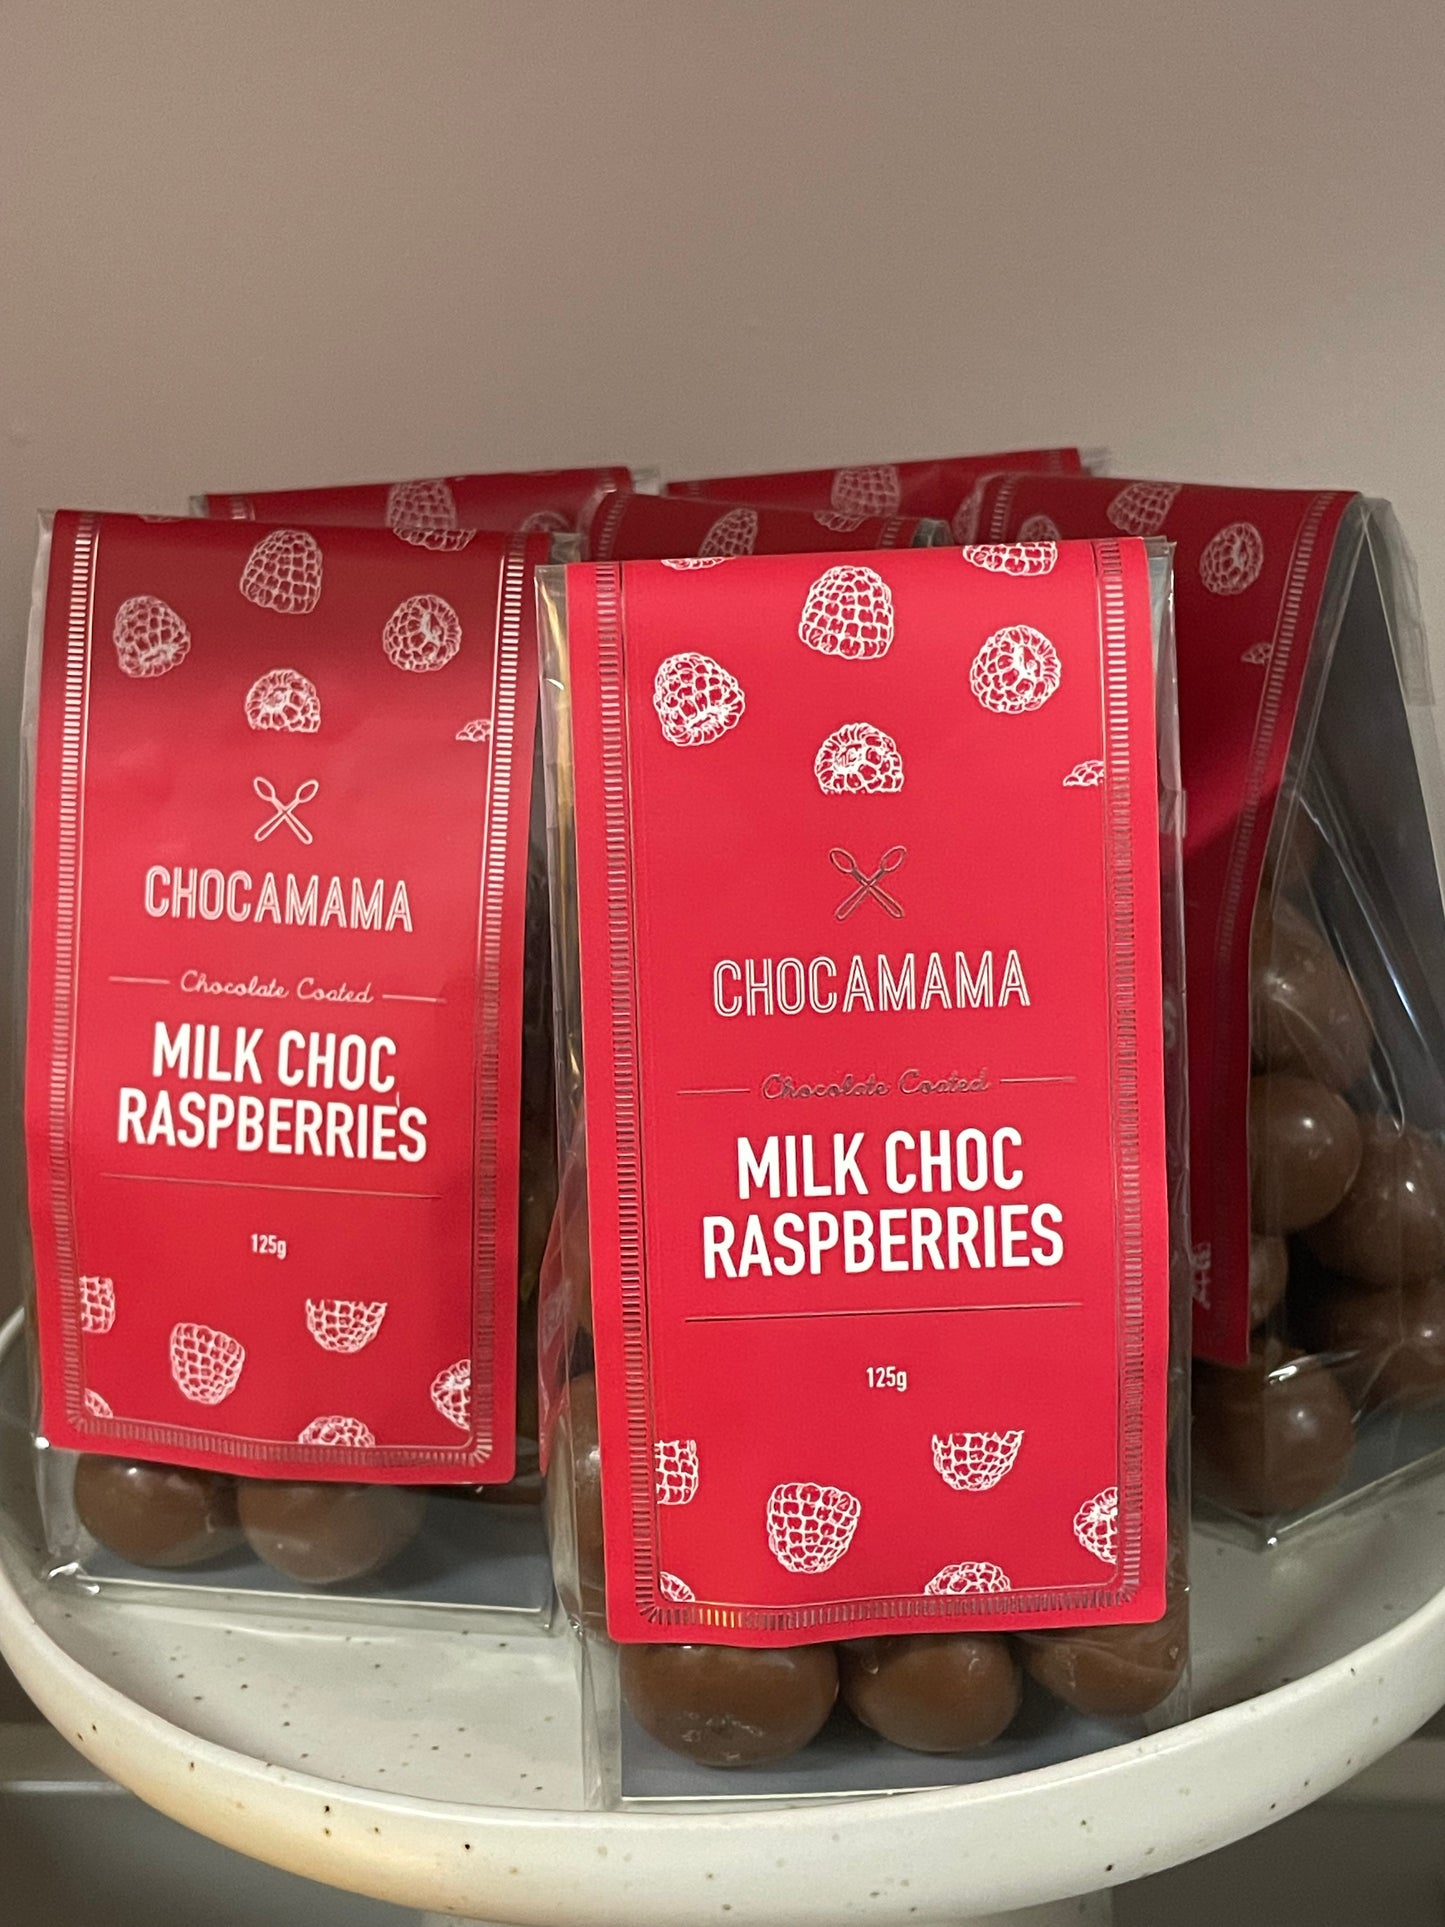 CHOCAMAMA
Chocolate Coated
MILK CHOC
RASPBERRIES
125g
CHOCAMAMA
Chocolate Coated
MILK CHOC
RASPBERRIES
125g